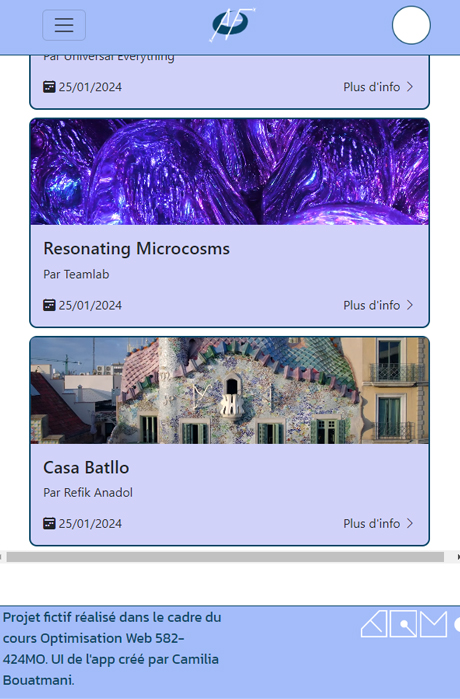 AF
Par Universal Everything
25/01/2024 Plus d'info
Resonating Microcosms
Par Teamlab
25/01/2024 Plus d'info
Casa Batllo
Par Refik Anadol
25/01/2024 Plus d'info
Projet fictif réalisé dans le cadre du
cours Optimisation Web 582-
424MO. UI de l'app créé par Camilia
Bouatmani.